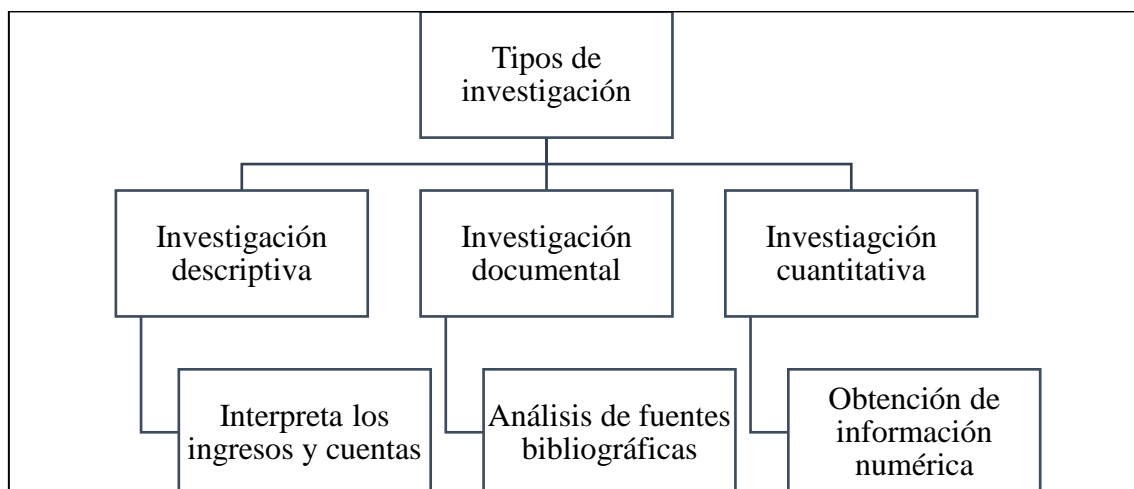 Tipos de
investigación
Investigación
descriptiva
Investigación
documental
Investiagción
cuantitativa
Interpreta los
ingresos y cuentas
Análisis de fuentes
bibliográficas
Obtención de
información
numérica